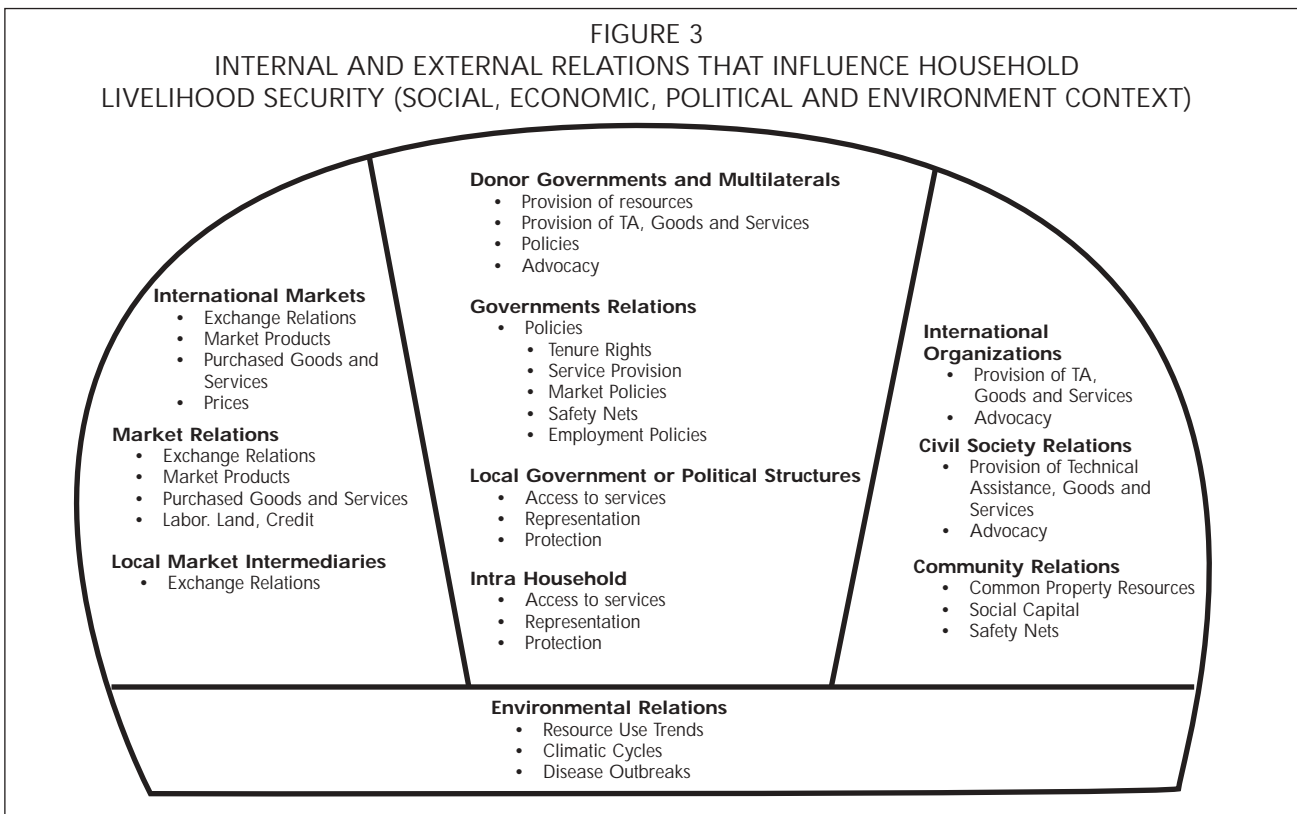 FIGURE 3
INTERNAL AND EXTERNAL RELATIONS THAT INFLUENCE HOUSEHOLD
LIVELIHOOD SECURITY (SOCIAL, ECONOMIC, POLITICAL AND ENVIRONMENT CONTEXT)
International Markets
• Exchange Relations
• Market Products
• Purchased Goods and
Services
• Prices
Market Relations
• Exchange Relations
• Market Products
• Purchased Goods and Services
• Labor. Land, Credit
Local Market Intermediaries
• Exchange Relations
Donor Governments and Multilaterals
• Provision of resources
• Provision of TA, Goods and Services
• Policies
• Advocacy
Governments Relations
• Policies
• Tenure Rights
• Service Provision
• Market Policies
• Safety Nets
• Employment Policies
Local Government or Political Structures
• Access to services
• Representation
• Protection
Intra Household
• Access to services
• Representation
• Protection
International
Organizations
• Provision of TA,
Goods and Services
• Advocacy
Civil Society Relations
• Provision of Technical
Assistance, Goods and
Services
• Advocacy
Community Relations
• Common Property Resources
• Social Capital
• Safety Nets
Environmental Relations
• Resource Use Trends
• Climatic Cycles
• Disease Outbreaks